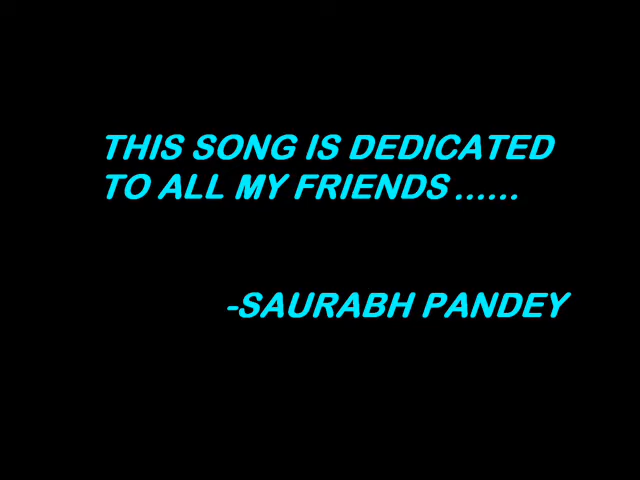 THIS SONG IS DEDICATED
TO ALL MY FRIENDS ......
-SAURABH PANDEY